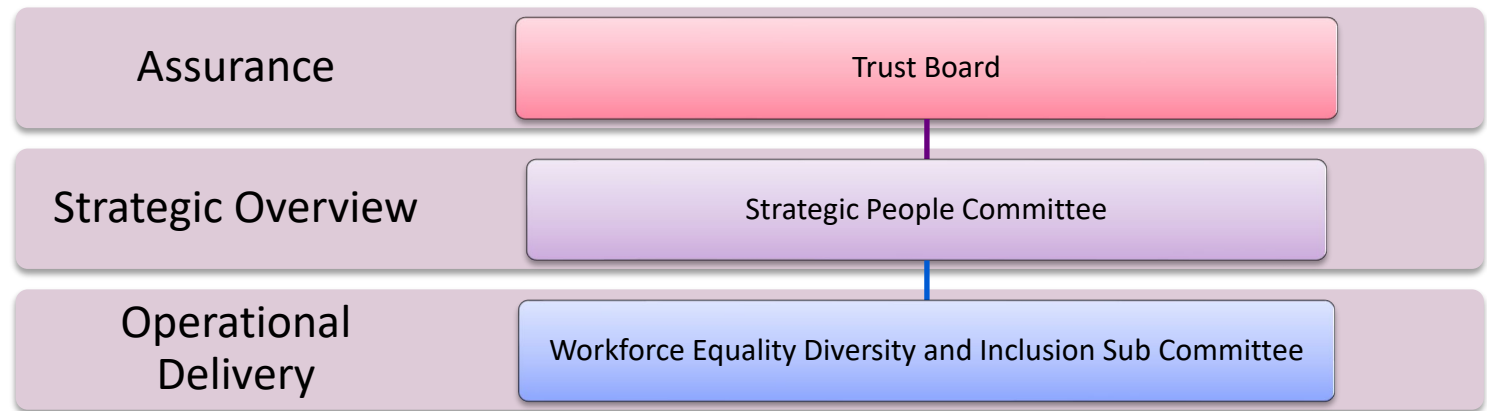 Assurance
Trust Board
Strategic Overview
Strategic People Committee
Operational
Delivery
Workforce Equality Diversity and Inclusion Sub Committee